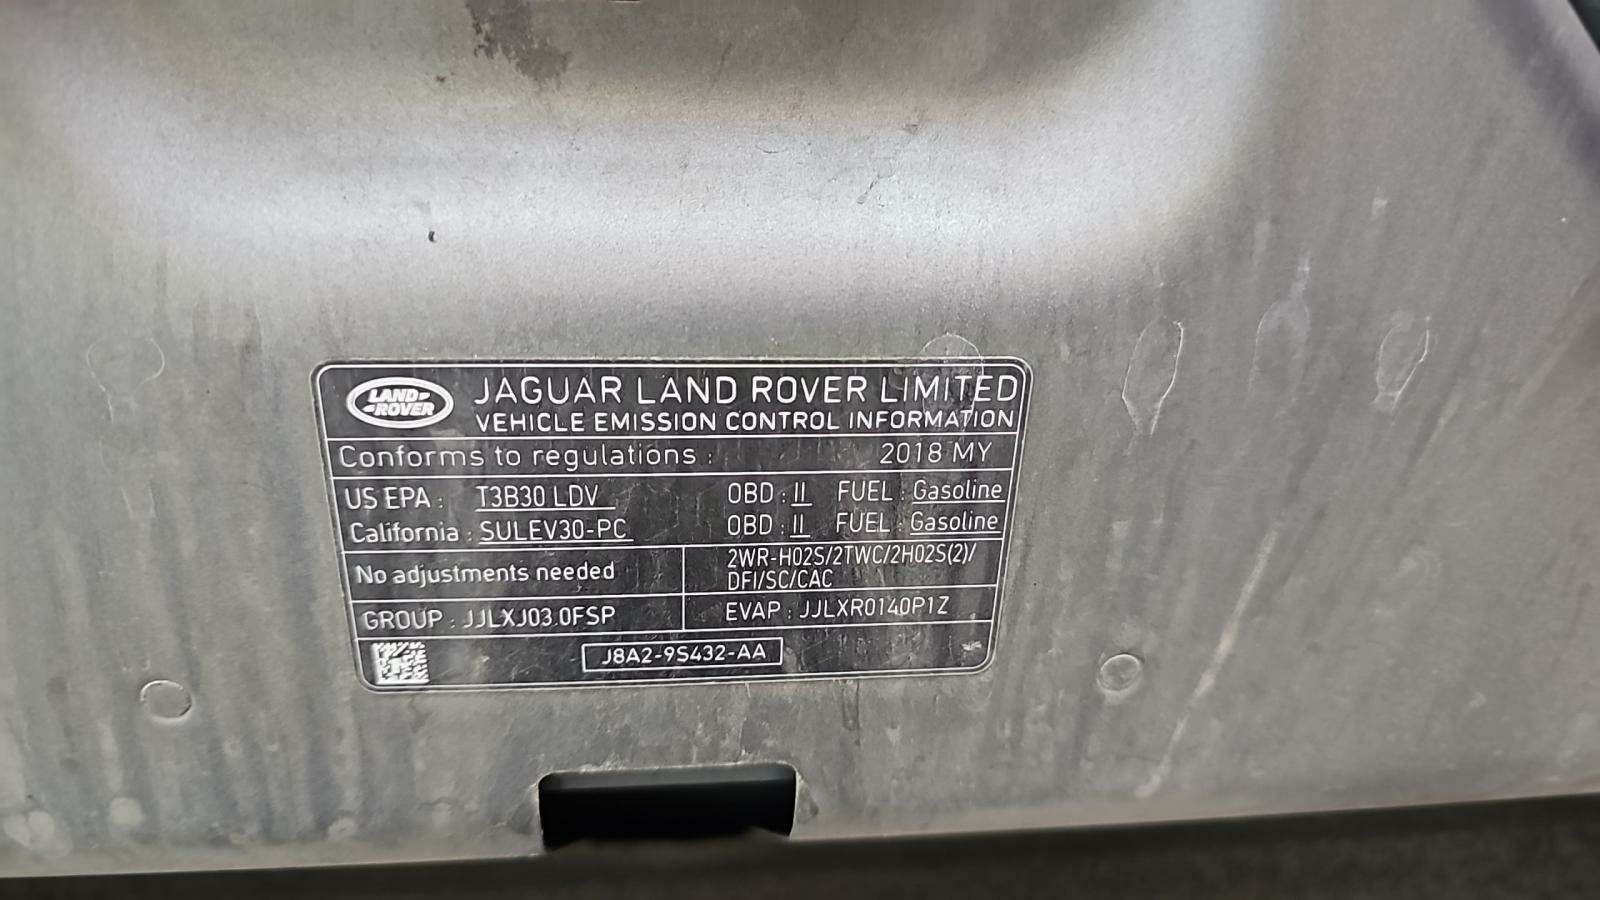 LAND-
-ROVER
JAGUAR LAND ROVER LIMITED
VEHICLE EMISSION CONTROL INFORMATION
Conforms to regulations : 2018 MY
US EPA : T3B30 LDV OBD : II FUEL : Gasoline
California : SULEV30-PC OBD : II FUEL : Gasoline
No adjustments needed
2WR-HO2S/2TWC/2HO2S(2)/
DFI/SC/CAC
GROUP : JJLXJ03.0FSP EVAP : JJLXR0140P1Z
J8A2-9S432-AA